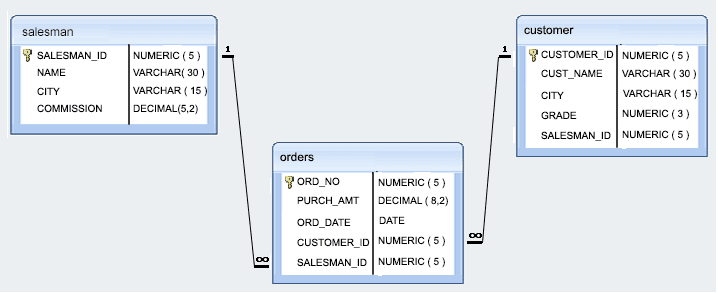 salesman
SALESMAN_ID NUMERIC ( 5 )
NAME VARCHAR( 30 )
CITY VARCHAR ( 15 )
COMMISSION DECIMAL(5,2)
1
customer
CUSTOMER_ID NUMERIC ( 5 )
CUST_NAME VARCHAR ( 30 )
CITY VARCHAR ( 15 )
GRADE NUMERIC ( 3 )
SALESMAN_ID NUMERIC ( 5 )
1
orders
ORD_NO NUMERIC ( 5 )
PURCH_AMT DECIMAL ( 8,2)
ORD_DATE DATE
CUSTOMER_ID NUMERIC ( 5 )
SALESMAN_ID NUMERIC ( 5 )
∞
∞